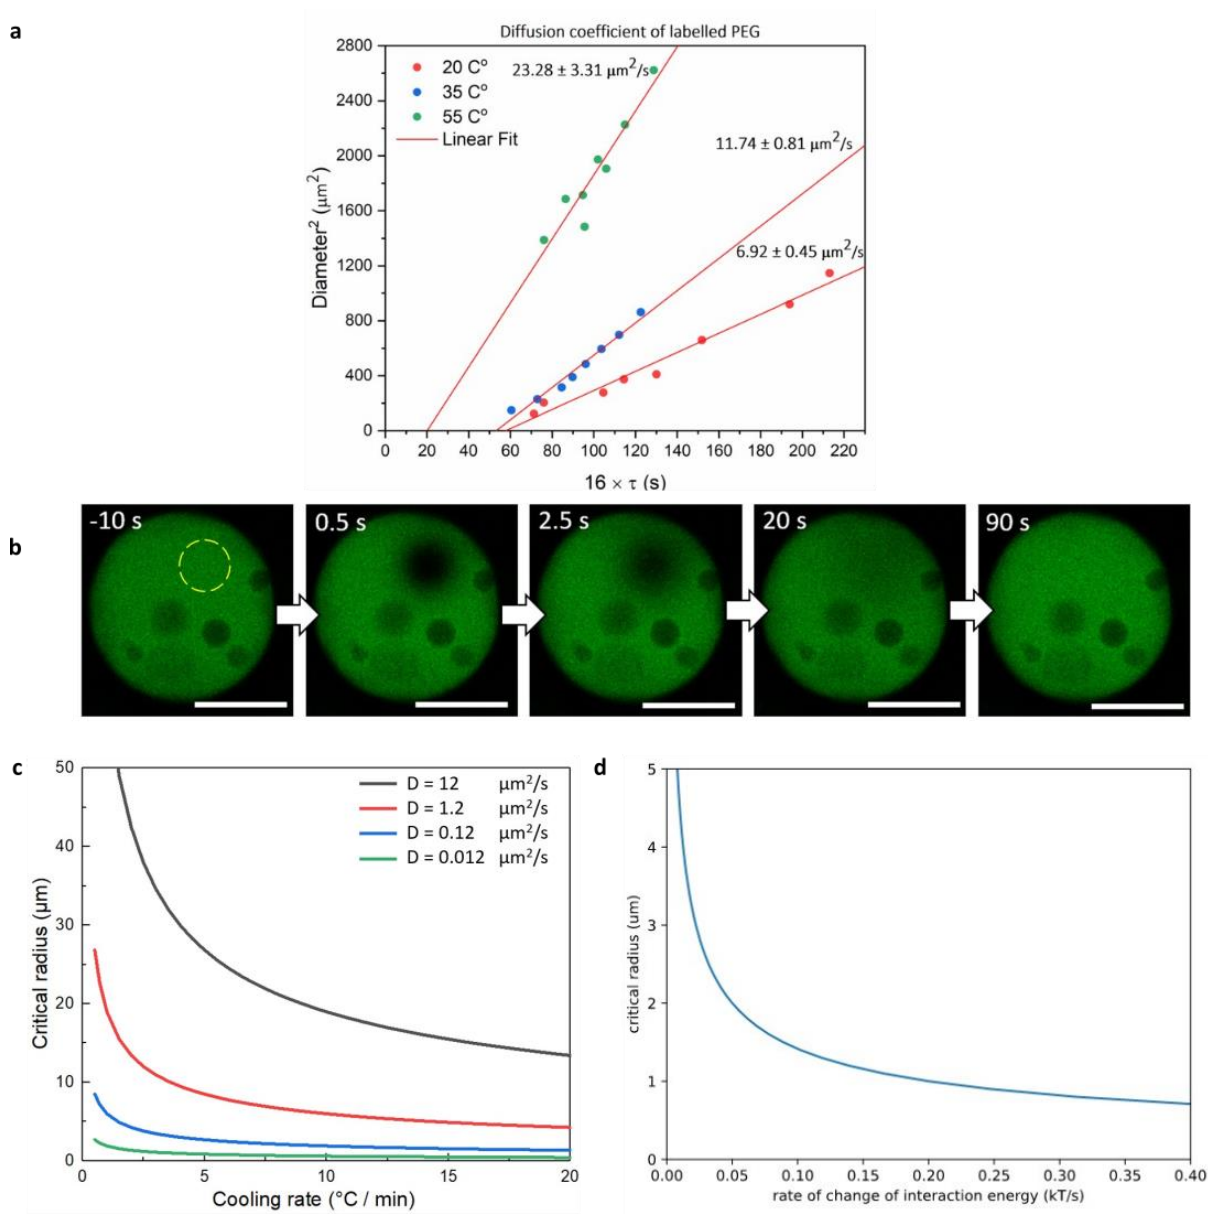 a
Diffusion coefficient of labelled PEG
2800
2400
2000
1600
1200
800
400
0
Diameter² (μm²)
20 Cº
35 Cº
55 Cº
Linear Fit
23.28 ± 3.31 μm²/s
11.74 ± 0.81 μm²/s
6.92 ± 0.45 μm²/s
0 20 40 60 80 100 120 140 160 180 200 220
16 × τ (s)
b
-10 s
0.5 s
2.5 s
20 s
90 s
c
50
40
30
20
10
0
Critical radius (μm)
D = 12 μm²/s
D = 1.2 μm²/s
D = 0.12 μm²/s
D = 0.012 μm²/s
0 5 10 15 20
Cooling rate (°C / min)
d
5
4
3
2
1
0
critical radius (um)
0.00 0.05 0.10 0.15 0.20 0.25 0.30 0.35 0.40
rate of change of interaction energy (kT/s)